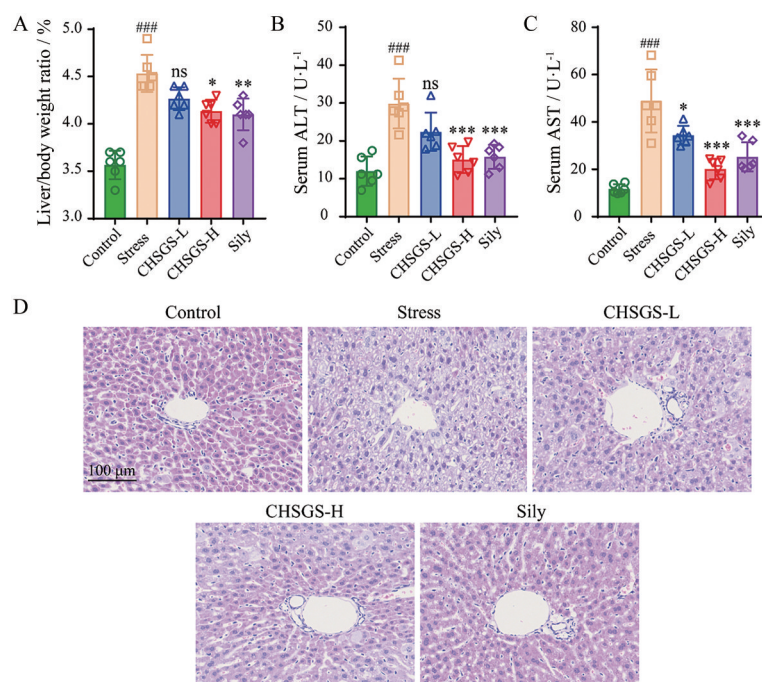 A
Liver/body weight ratio / %
5.0
4.5
4.0
3.5
3.0
###
ns
*
**
Control
Stress
CHSGS-L
CHSGS-H
Sily
B
Serum ALT / U·L-1
50
40
30
20
10
0
###
ns
***
***
Control
Stress
CHSGS-L
CHSGS-H
Sily
C
Serum AST / U·L-1
80
60
40
20
0
###
*
***
***
Control
Stress
CHSGS-L
CHSGS-H
Sily
D
Control
Stress
CHSGS-L
100 μm
CHSGS-H
Sily